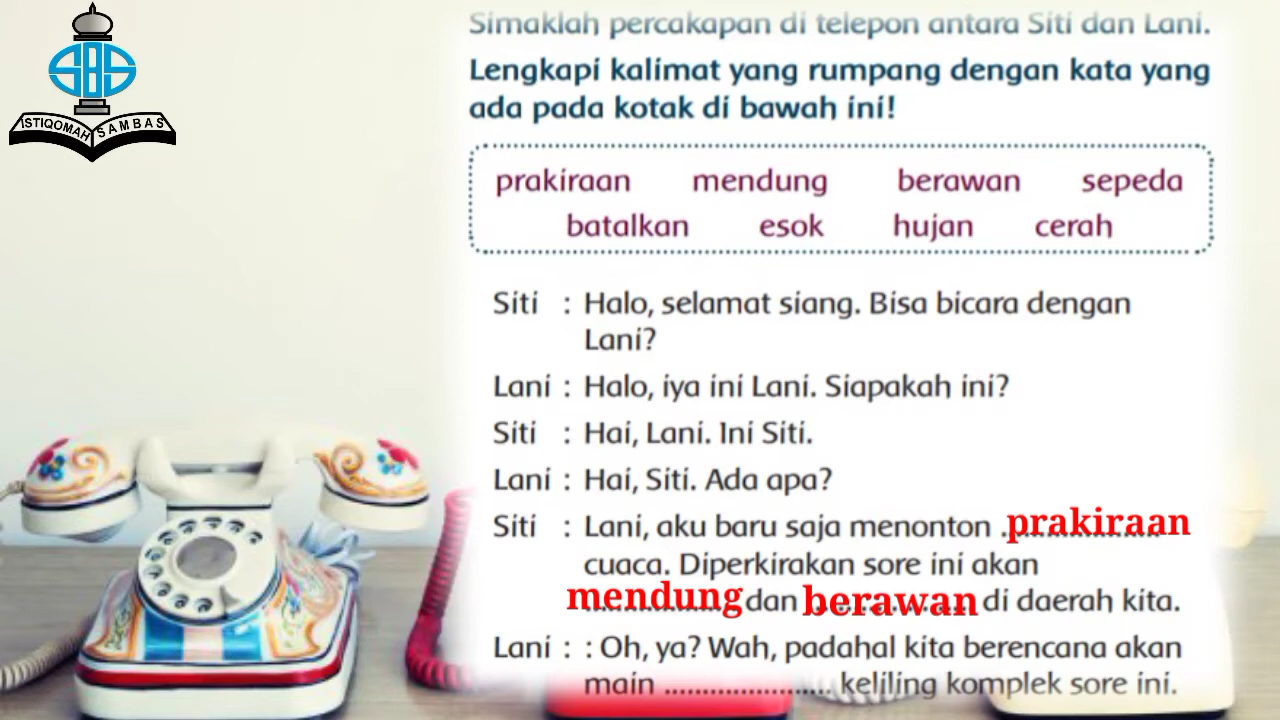 SBS
ISTIQOMAH SAMBAS
Simaklah percakapan di telepon antara Siti dan Lani.
Lengkapi kalimat yang rumpang dengan kata yang
ada pada kotak di bawah ini!
prakiraan mendung berawan sepeda
batalkan esok hujan cerah
Siti : Halo, selamat siang. Bisa bicara dengan
Lani?
Lani : Halo, iya ini Lani. Siapakah ini?
Siti : Hai, Lani. Ini Siti.
Lani : Hai, Siti. Ada apa?
Siti : Lani, aku baru saja menonton prakiraan
cuaca. Diperkirakan sore ini akan
mendung dan berawan di daerah kita.
Lani : : Oh, ya? Wah, padahal kita berencana akan
main ...................... keliling komplek sore ini.